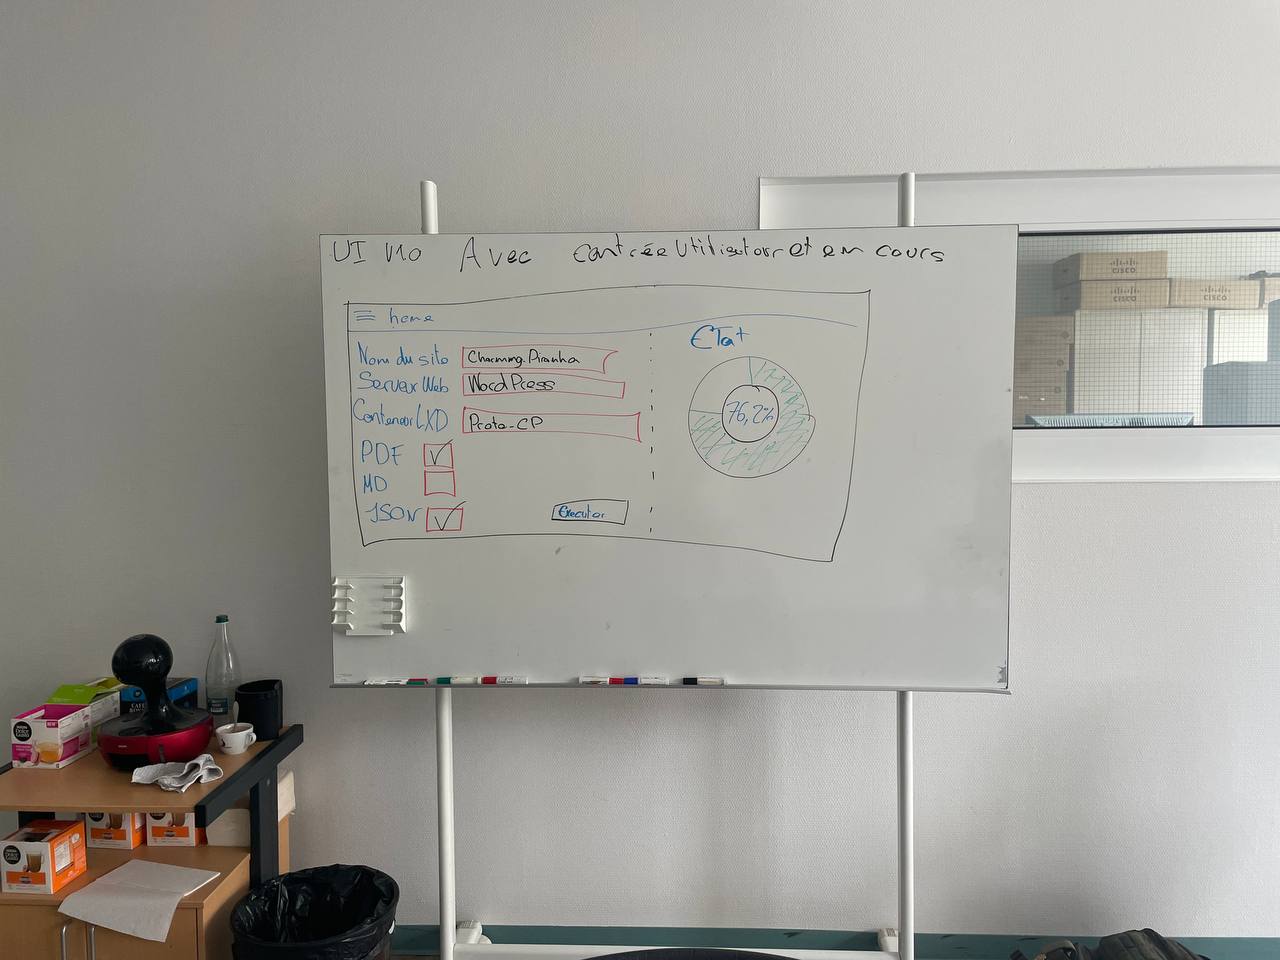 UI V10 Avec entrée Utilisateur et en cours
home
Nom du site Charming-Piranha
Serveur Web WordPress
Conteneur LXD Proto-CP
PDF
MD
JSON
Executer
Etat
76,2%
CISCO
CISCO
CISCO